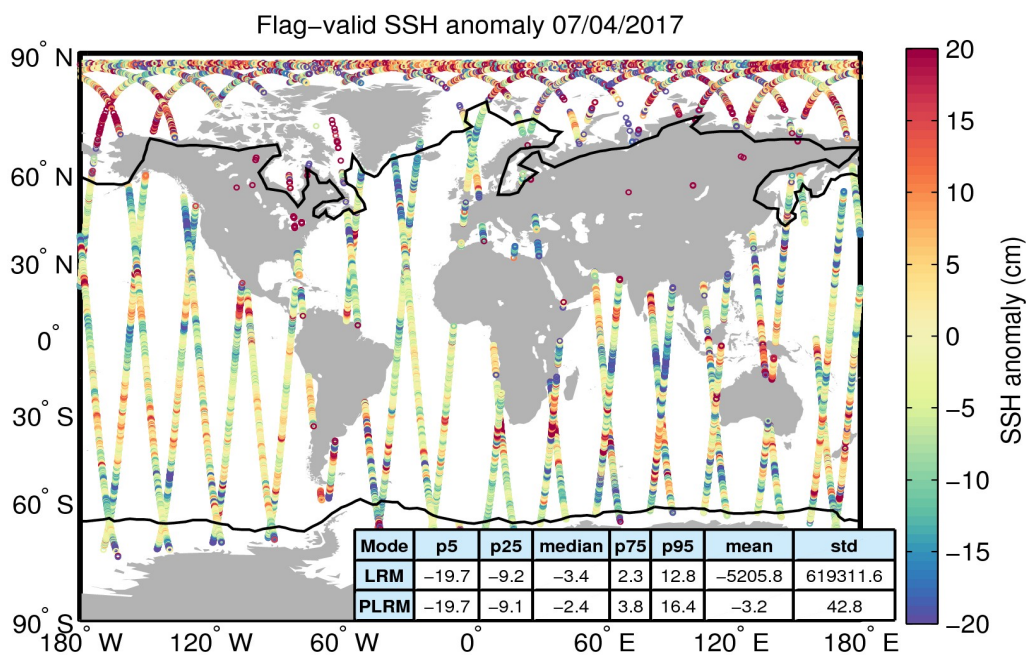 Flag−valid SSH anomaly 07/04/2017
90° N
60° N
30° N
0°
30° S
60° S
90° S
180° W
120° W
60° W
0°
60° E
120° E
180° E
Mode p5 p25 median p75 p95 mean std
LRM −19.7 −9.2 −3.4 2.3 12.8 −5205.8 619311.6
PLRM −19.7 −9.1 −2.4 3.8 16.4 −3.2 42.8
20
15
10
5
0
−5
−10
−15
−20
SSH anomaly (cm)